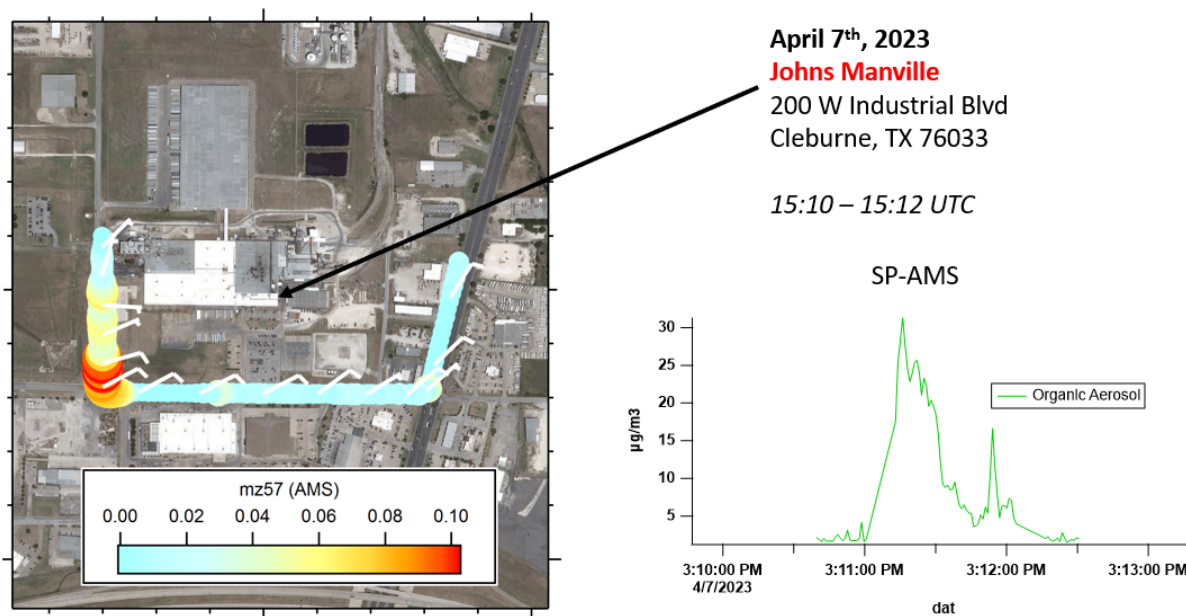 April 7th, 2023
Johns Manville
200 W Industrial Blvd
Cleburne, TX 76033
15:10 – 15:12 UTC
SP-AMS
30
25
20
15
10
5
µg/m3
Organic Aerosol
3:10:00 PM
4/7/2023
3:11:00 PM
3:12:00 PM
3:13:00 PM
dat
mz57 (AMS)
0.00 0.02 0.04 0.06 0.08 0.10